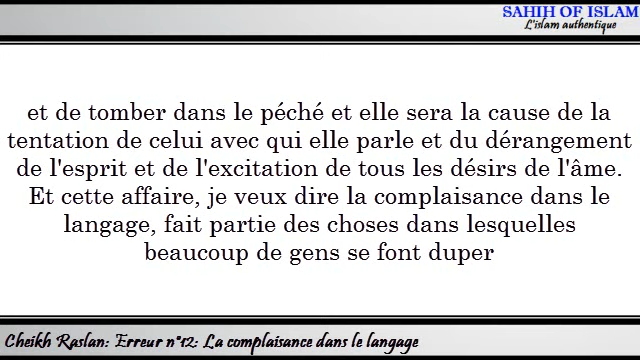 SAHIH OF ISLAM
L'islam authentique
et de tomber dans le péché et elle sera la cause de la
tentation de celui avec qui elle parle et du dérangement
de l'esprit et de l'excitation de tous les désirs de l'âme.
Et cette affaire, je veux dire la complaisance dans le
langage, fait partie des choses dans lesquelles
beaucoup de gens se font duper
Cheikh Raslan: Erreur n°12: La complaisance dans le langage